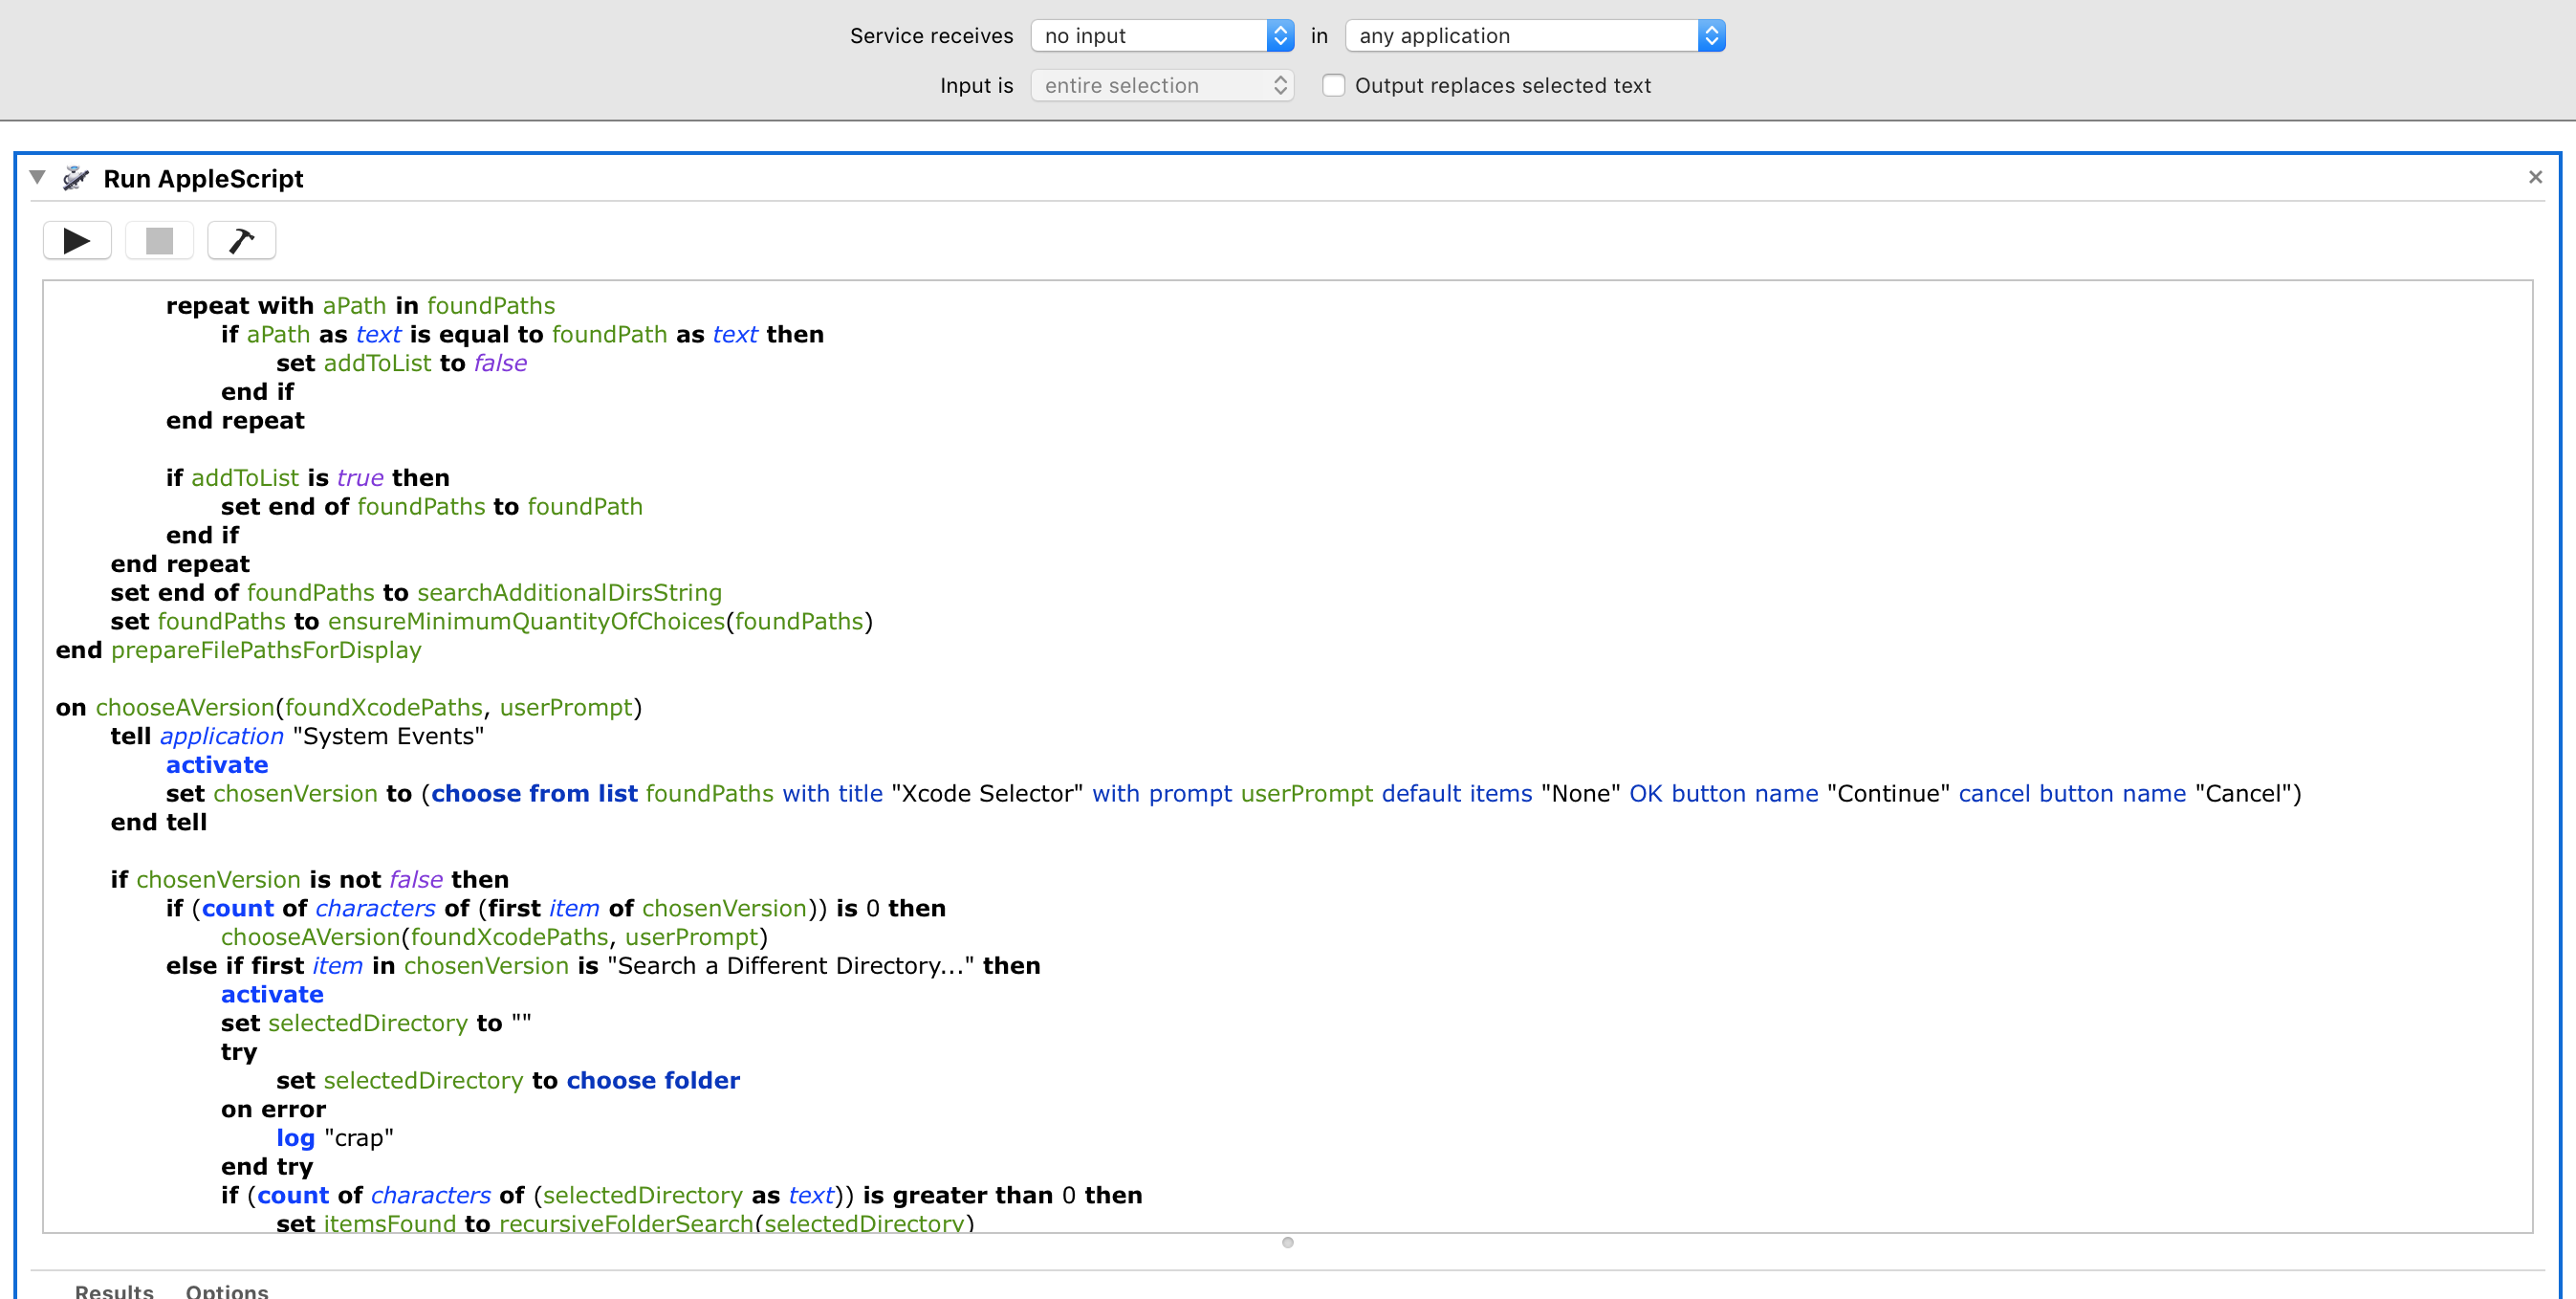 Service receives no input in any application
Input is entire selection Output replaces selected text
Run AppleScript
repeat with aPath in foundPaths
if aPath as text is equal to foundPath as text then
set addToList to false
end if
end repeat
if addToList is true then
set end of foundPaths to foundPath
end if
end repeat
set end of foundPaths to searchAdditionalDirsString
set foundPaths to ensureMinimumQuantityOfChoices(foundPaths)
end prepareFilePathsForDisplay
on chooseAVersion(foundXcodePaths, userPrompt)
tell application "System Events"
activate
set chosenVersion to (choose from list foundPaths with title "Xcode Selector" with prompt userPrompt default items "None" OK button name "Continue" cancel button name "Cancel")
end tell
if chosenVersion is not false then
if (count of characters of (first item of chosenVersion)) is 0 then
chooseAVersion(foundXcodePaths, userPrompt)
else if first item in chosenVersion is "Search a Different Directory..." then
activate
set selectedDirectory to ""
try
set selectedDirectory to choose folder
on error
log "crap"
end try
if (count of characters of (selectedDirectory as text)) is greater than 0 then
set itemsFound to recursiveFolderSearch(selectedDirectory)
Results Options